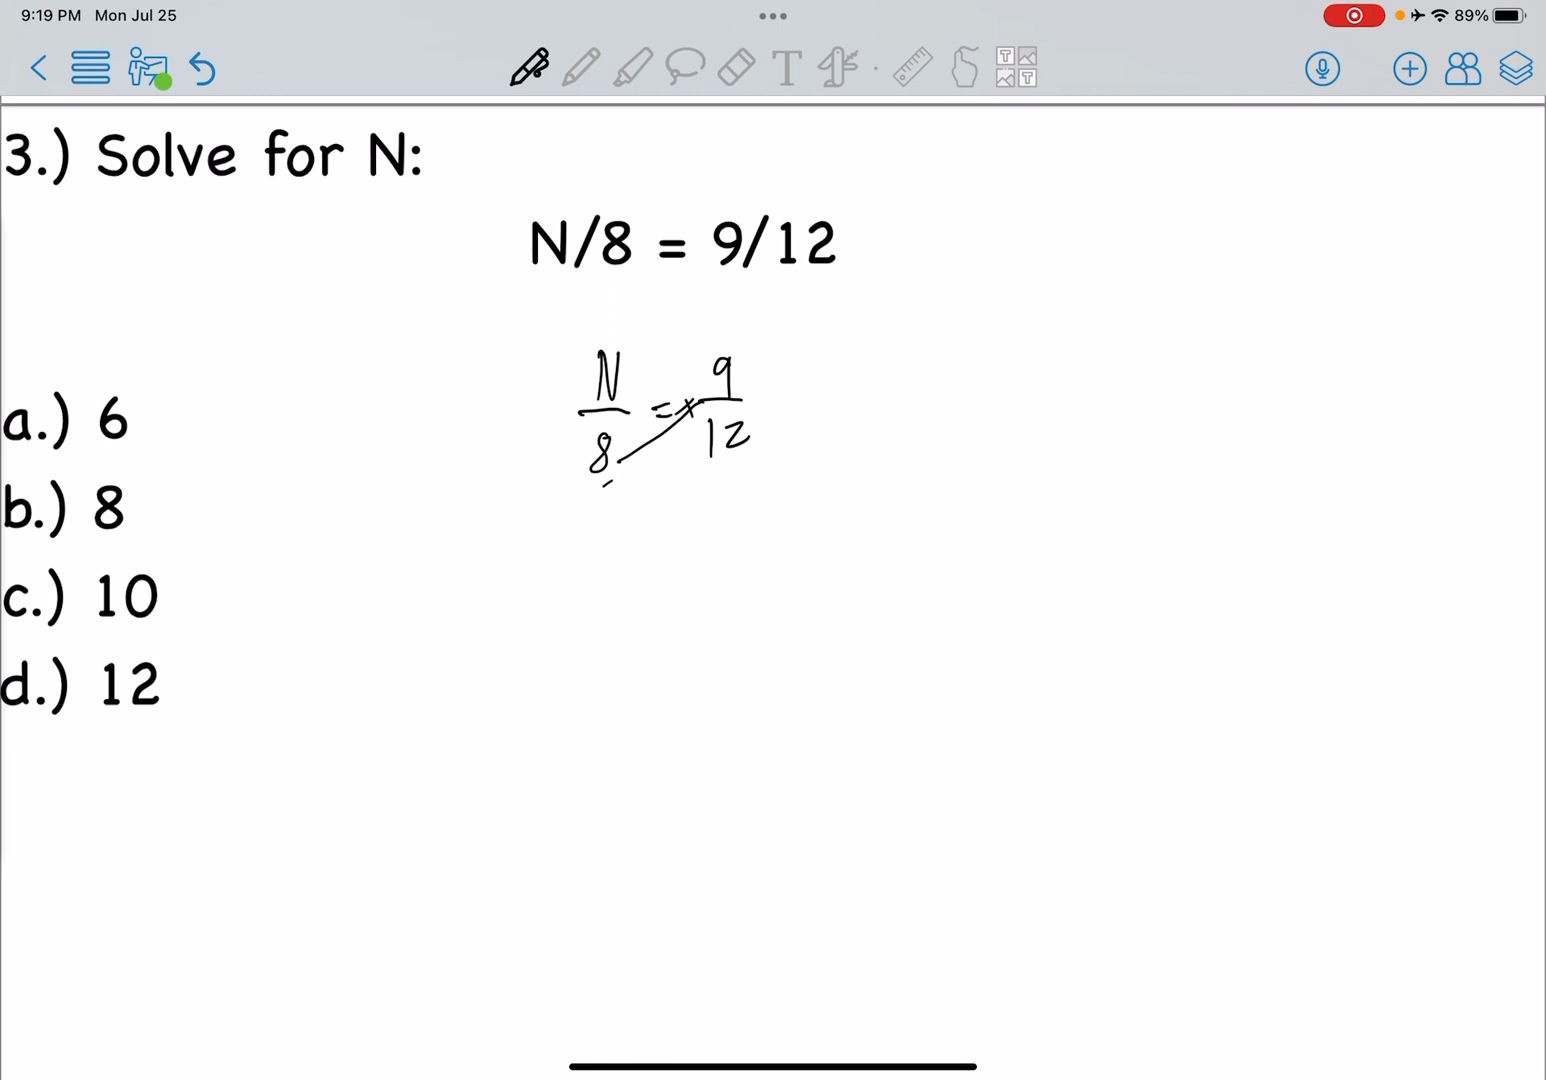 9:19 PM Mon Jul 25
89%
3.) Solve for N:
N/8 = 9/12
N
8
=
9
12
a.) 6
b.) 8
c.) 10
d.) 12